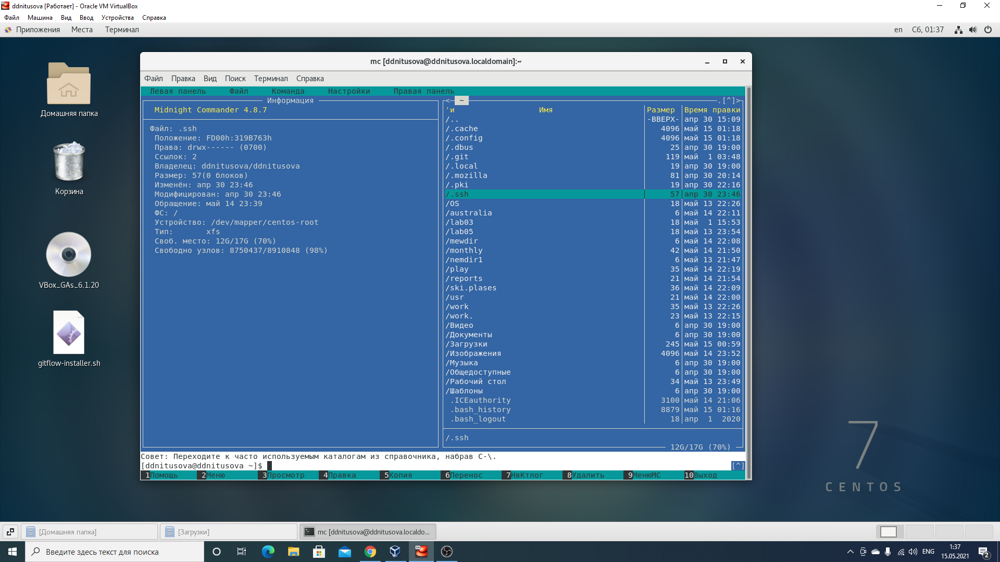 ddnitusova [Работает] - Oracle VM VirtualBox
Файл Машина Вид Ввод Устройства Справка
Приложения Места Терминал en Сб, 01:37
Домашняя папка
Корзина
VBox_GAs_6.1.20
gitflow-installer.sh
mc [ddnitusova@ddnitusova.localdomain]:~
Файл Правка Вид Поиск Терминал Справка
Левая панель Файл Команда Настройки Правая панель
Информация
Midnight Commander 4.8.7
Файл: .ssh
Положение: FD00h:319B763h
Права: drwx------ (0700)
Ссылок: 2
Владелец: ddnitusova/ddnitusova
Размер: 57(0 блоков)
Изменён: апр 30 23:46
Модифицирован: апр 30 23:46
Обращение: май 14 23:39
ФС: /
Устройство: /dev/mapper/centos-root
Тип: xfs
Своб. место: 12G/17G (70%)
Свободно узлов: 8750437/8910848 (98%)
<- ~ .[^]>
'и Имя Размер Время правки
/.. -ВВЕРХ- апр 30 15:09
/.cache 4096 май 15 01:18
/.config 4096 май 15 01:18
/.dbus 25 апр 30 19:00
/.git 119 май 1 03:48
/.local 19 апр 30 19:00
/.mozilla 81 апр 30 20:14
/.pki 19 апр 30 22:16
/.ssh 57 апр 30 23:46
/OS 18 май 13 22:26
/australia 6 май 14 22:11
/lab03 18 май 1 15:53
/lab05 18 май 13 23:54
/mewdir 6 май 14 22:08
/monthly 42 май 14 21:50
/nemdir1 6 май 13 21:47
/play 35 май 14 22:19
/reports 21 май 14 21:54
/ski.plases 36 май 14 22:09
/usr 21 май 14 22:00
/work 35 май 13 22:26
/work. 23 май 13 22:15
/Видео 6 апр 30 19:00
/Документы 6 апр 30 19:00
/Загрузки 245 май 15 00:59
/Изображения 4096 май 14 23:52
/Музыка 6 апр 30 19:00
/Общедоступные 6 апр 30 19:00
/Рабочий стол 34 май 13 23:49
/Шаблоны 6 апр 30 19:00
.ICEauthority 3100 май 14 21:06
.bash_history 8879 май 15 01:16
.bash_logout 18 апр 1 2020
/.ssh
12G/17G (70%)
Совет: Переходите к часто используемым каталогам из справочника, набрав C-\.
[ddnitusova@ddnitusova ~]$ [^]
1Помощь 2Меню 3Просмотр 4Правка 5Копия 6Перенос 7НвКтлог 8Удалить 9МенюМС 10Выход
7
CENTOS
[Домашняя папка] [Загрузки] mc [ddnitusova@ddnitusova.localdo...
Введите здесь текст для поиска
64
ENG
1:37
15.05.2021
2